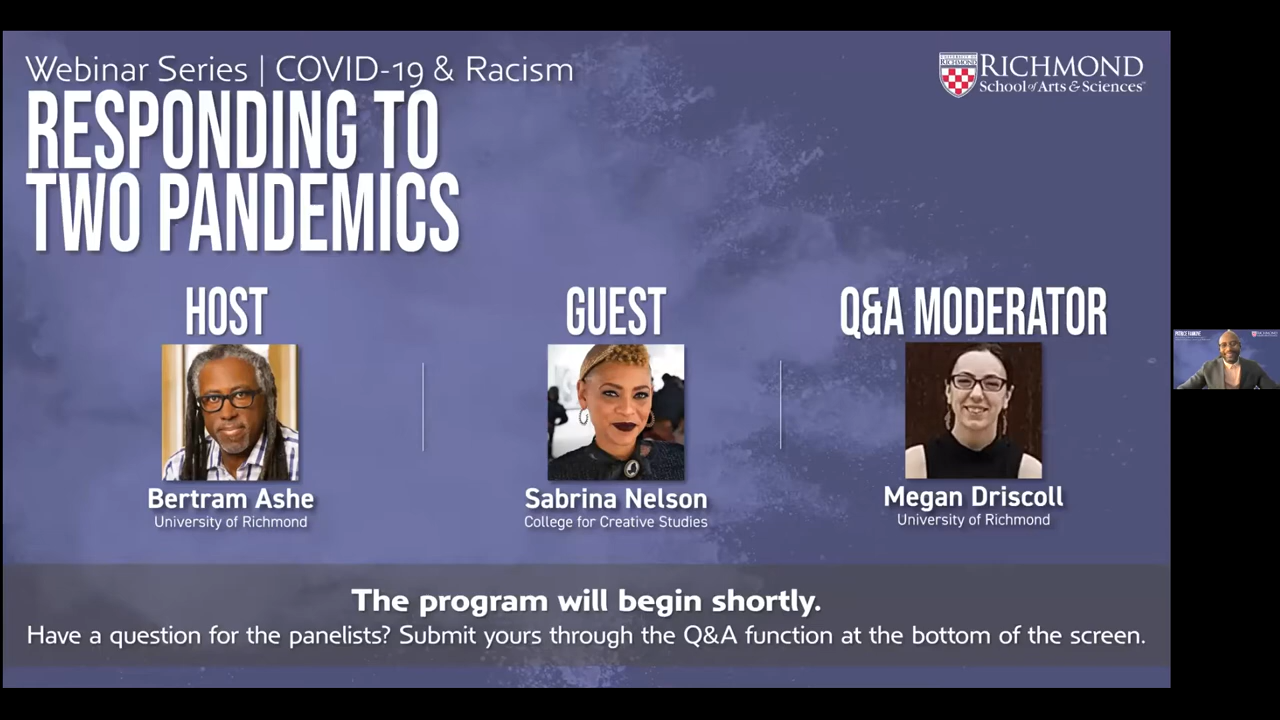 Webinar Series | COVID-19 & Racism
RESPONDING TO
TWO PANDEMICS
RICHMOND
School of Arts & Sciences
HOST
GUEST
Q&A MODERATOR
Bertram Ashe
University of Richmond
Sabrina Nelson
College for Creative Studies
Megan Driscoll
University of Richmond
The program will begin shortly.
Have a question for the panelists? Submit yours through the Q&A function at the bottom of the screen.